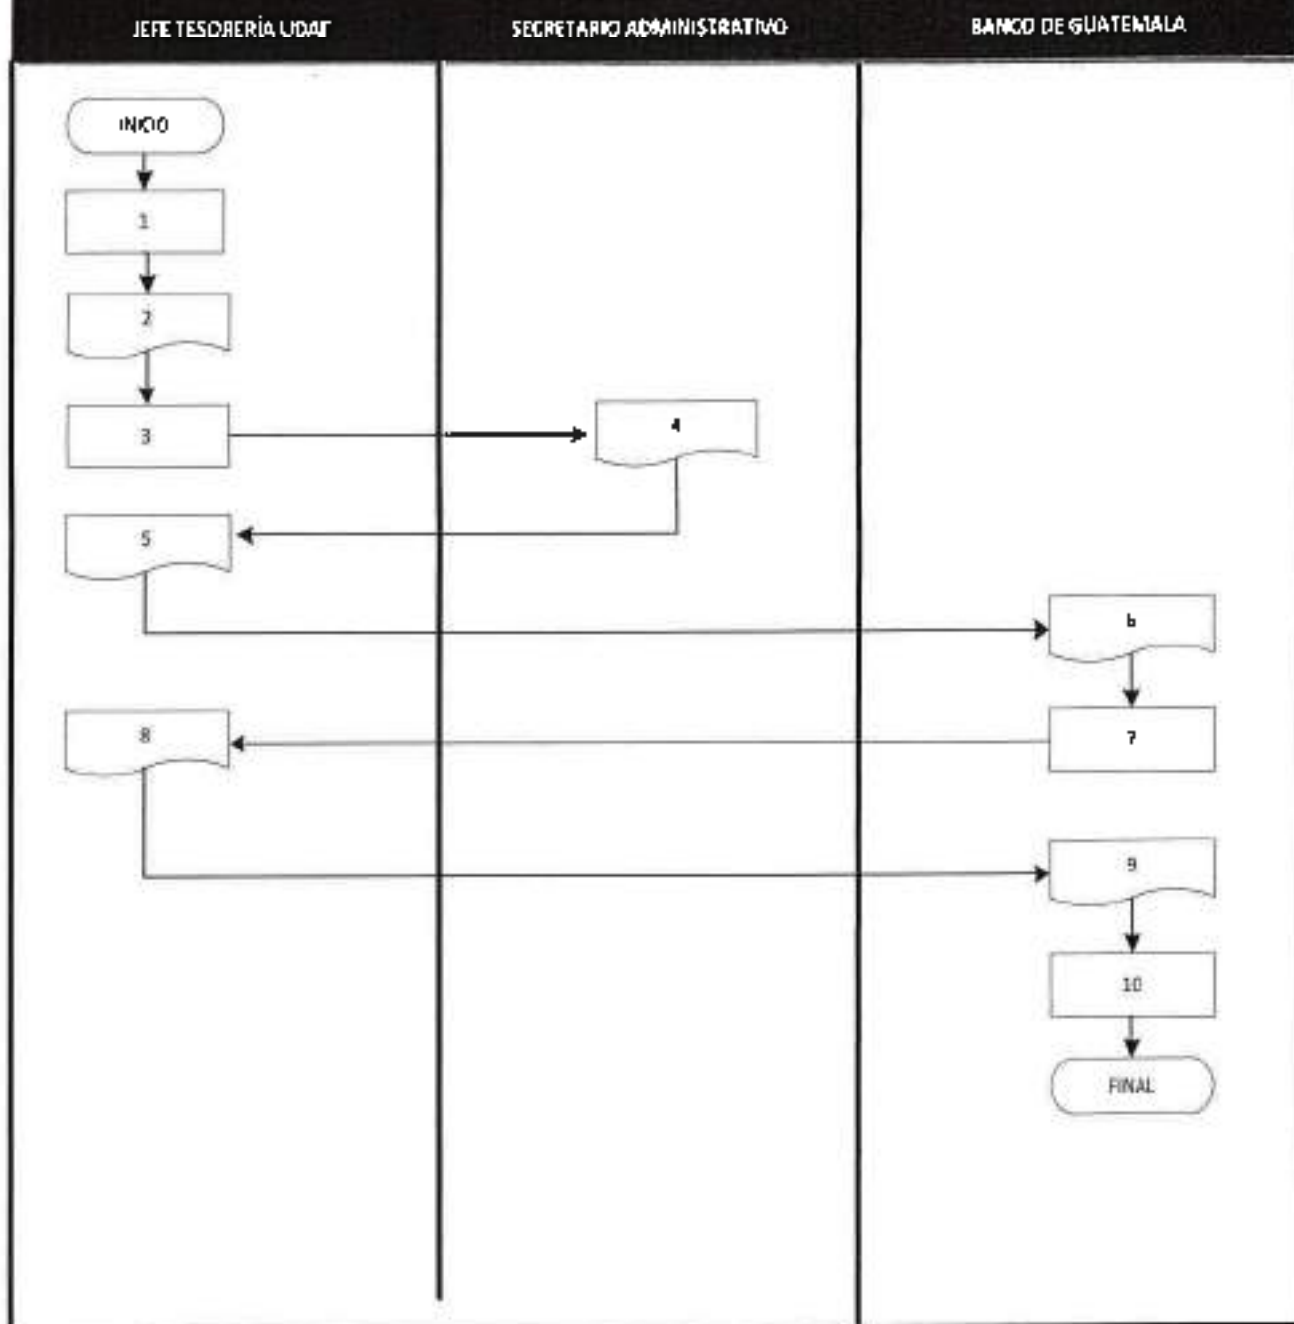 JEFE TESORERÍA UDAF
SECRETARIO ADMINISTRATIVO
BANCO DE GUATEMALA
INICIO
1
2
3
4
5
6
7
8
9
10
FINAL